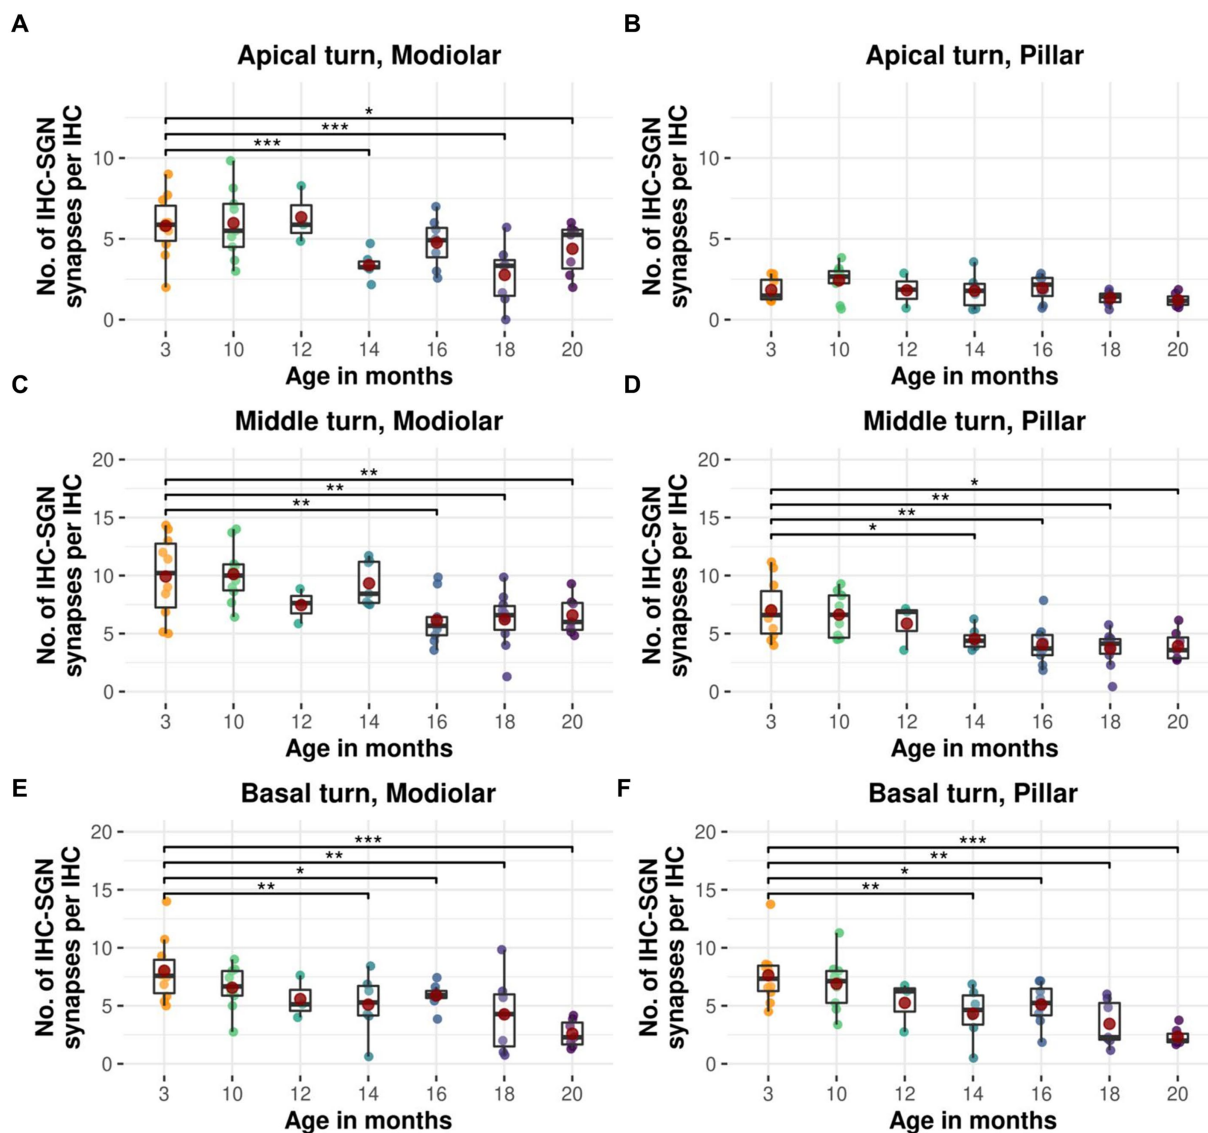 A
Apical turn, Modiolar
No. of IHC-SGN
synapses per IHC
10
5
0
*
***
***
3 10 12 14 16 18 20
Age in months
B
Apical turn, Pillar
No. of IHC-SGN
synapses per IHC
10
5
0
3 10 12 14 16 18 20
Age in months
C
Middle turn, Modiolar
No. of IHC-SGN
synapses per IHC
20
15
10
5
0
**
**
**
3 10 12 14 16 18 20
Age in months
D
Middle turn, Pillar
No. of IHC-SGN
synapses per IHC
20
15
10
5
0
*
**
**
*
3 10 12 14 16 18 20
Age in months
E
Basal turn, Modiolar
No. of IHC-SGN
synapses per IHC
20
15
10
5
0
***
**
*
**
3 10 12 14 16 18 20
Age in months
F
Basal turn, Pillar
No. of IHC-SGN
synapses per IHC
20
15
10
5
0
***
**
*
**
3 10 12 14 16 18 20
Age in months